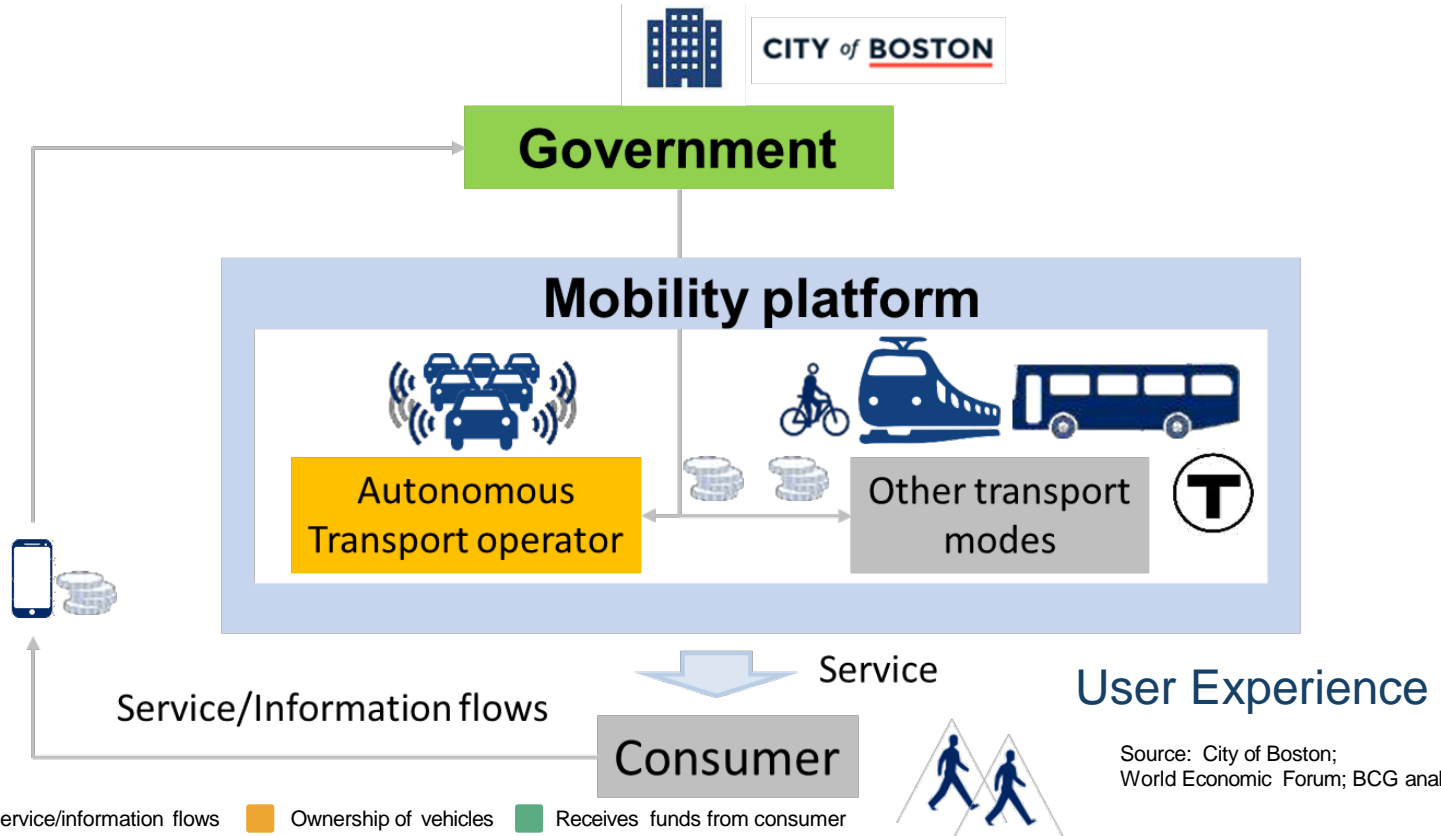 CITY of BOSTON
Government
Mobility platform
Autonomous
Transport operator
Other transport
modes
T
Service
User Experience
Service/Information flows
Consumer
Source: City of Boston;
World Economic Forum; BCG anal
ervice/information flows
Ownership of vehicles
Receives funds from consumer